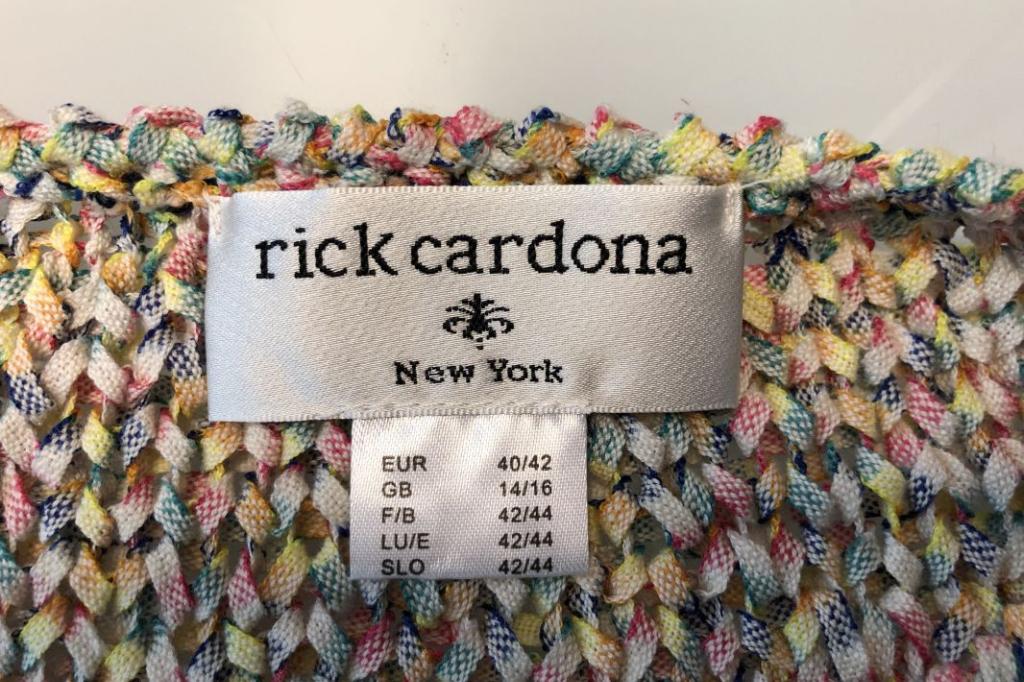 rick cardona
New York
EUR 40/42
GB 14/16
F/B 42/44
LU/E 42/44
SLO 42/44